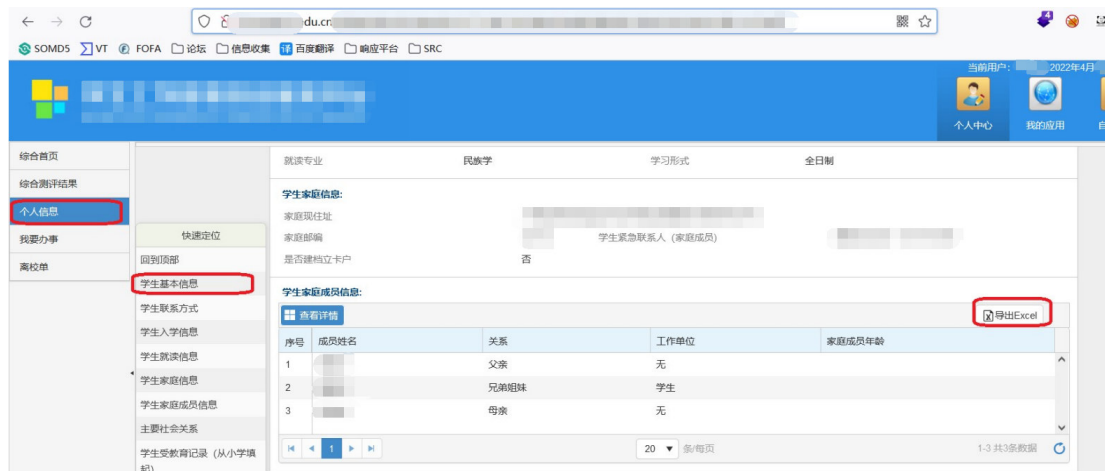 du.cn
SOMD5 VT FOFA 论坛 信息收集 译 百度翻译 响应平台 SRC
4
当前用户： 2022年4月
个人中心 我的应用
综合首页
综合测评结果
个人信息
我要办事
离校单
快速定位
回到顶部
学生基本信息
学生联系方式
学生入学信息
学生就读信息
学生家庭信息
学生家庭成员信息
主要社会关系
学生受教育记录（从小学填
起）
就读专业 民族学 学习形式 全日制
学生家庭信息:
家庭现住址
家庭邮编 学生紧急联系人（家庭成员）
是否建档立卡户 否
学生家庭成员信息:
查看详情 导出Excel
序号 成员姓名 关系 工作单位 家庭成员年龄
1 父亲 无
2 兄弟姐妹 学生
3 母亲 无
1 20 条/每页 1-3 共3条数据